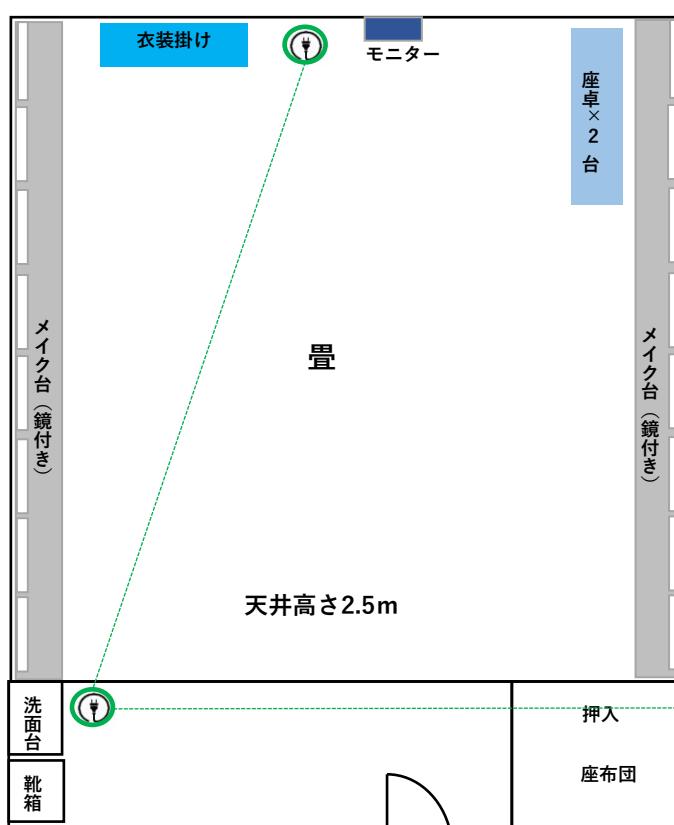 衣装掛け
モニター
座卓×2台
メイク台（鏡付き）
畳
メイク台（鏡付き）
天井高さ2.5m
洗面台
押入
座布団
靴箱